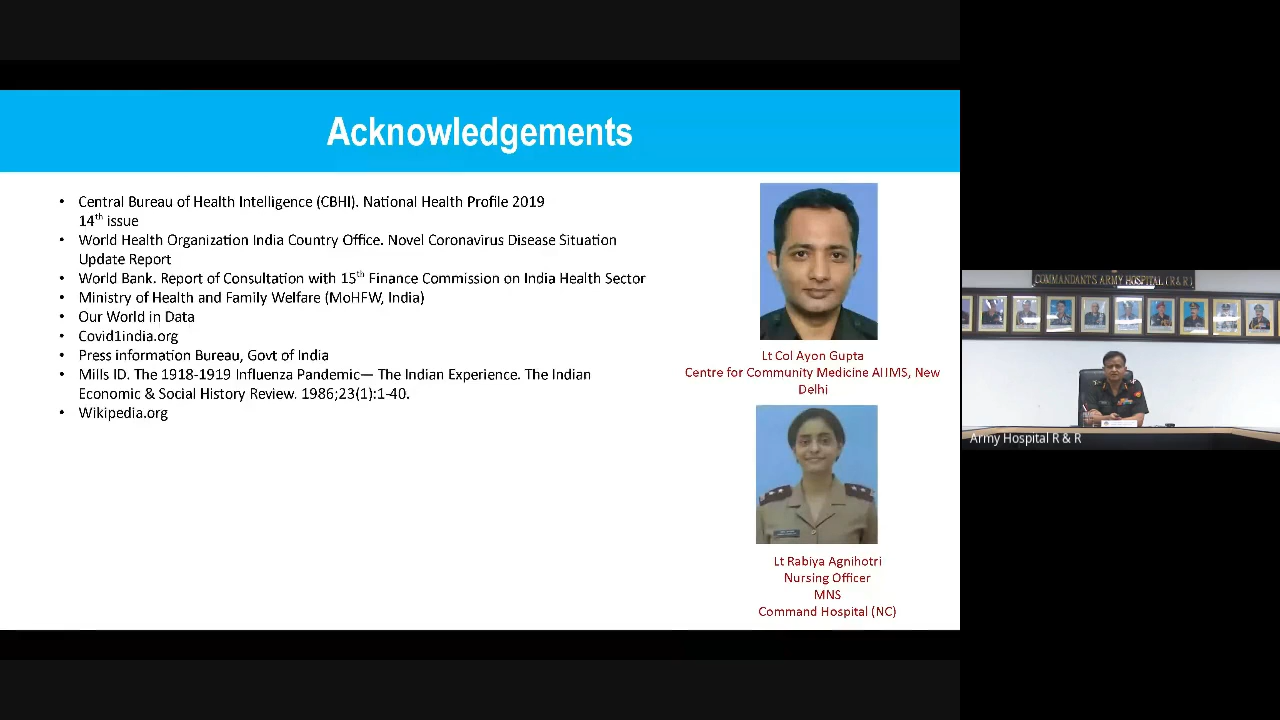 Acknowledgements
• Central Bureau of Health Intelligence (CBHI). National Health Profile 2019
14th issue
• World Health Organization India Country Office. Novel Coronavirus Disease Situation
Update Report
• World Bank. Report of Consultation with 15th Finance Commission on India Health Sector
• Ministry of Health and Family Welfare (MoHFW, India)
• Our World in Data
• Covid1india.org
• Press information Bureau, Govt of India
• Mills ID. The 1918-1919 Influenza Pandemic— The Indian Experience. The Indian
Economic & Social History Review. 1986;23(1):1-40.
• Wikipedia.org
Lt Col Ayon Gupta
Centre for Community Medicine AIIMS, New
Delhi
Lt Rabiya Agnihotri
Nursing Officer
MNS
Command Hospital (NC)
COMMANDANTS ARMY HOSPITAL (R & R)
Army Hospital R & R